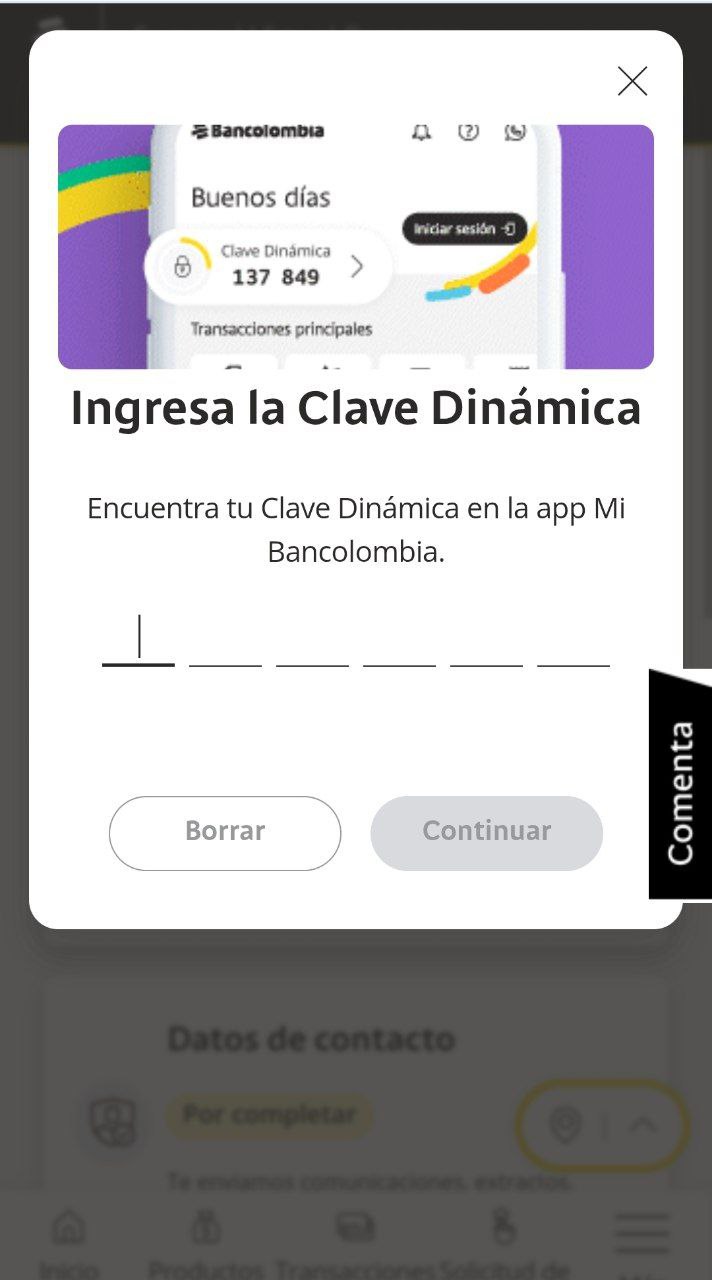 Bancolombia
Buenos días
Iniciar sesión
Clave Dinámica
137 849
Transacciones principales
Ingresa la Clave Dinámica
Encuentra tu Clave Dinámica en la app Mi
Bancolombia.
Borrar
Continuar
Comenta
Datos de contacto
Por completar
Te enviamos comunicaciones, extractos,
Inicio
Productos
Transacciones
Solicitud de